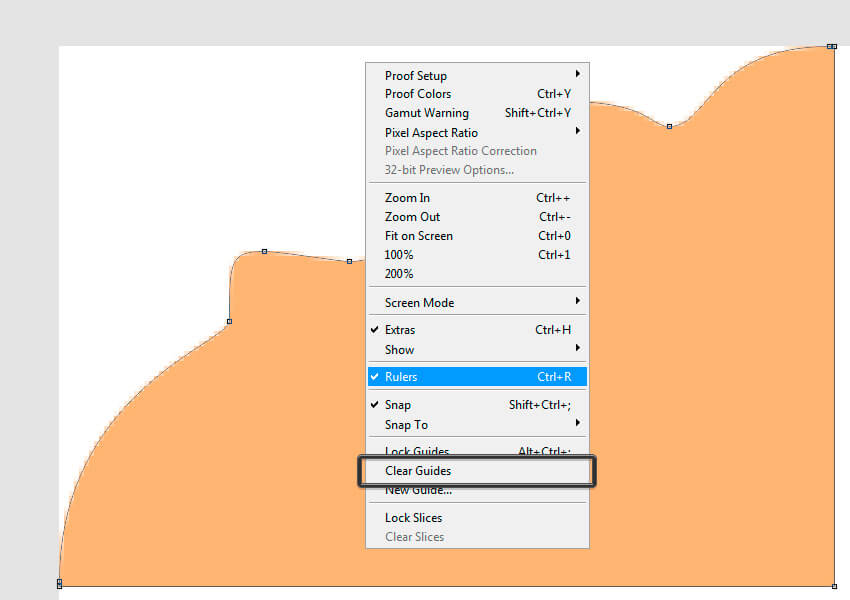 Proof Setup
Proof Colors Ctrl+Y
Gamut Warning Shift+Ctrl+Y
Pixel Aspect Ratio
Pixel Aspect Ratio Correction
32-bit Preview Options...
Zoom In Ctrl++
Zoom Out Ctrl+-
Fit on Screen Ctrl+0
100% Ctrl+1
200%
Screen Mode
Extras Ctrl+H
Show
Rulers Ctrl+R
Snap Shift+Ctrl+;
Snap To
Lock Guides Alt+Ctrl+;
Clear Guides
New Guide...
Lock Slices
Clear Slices